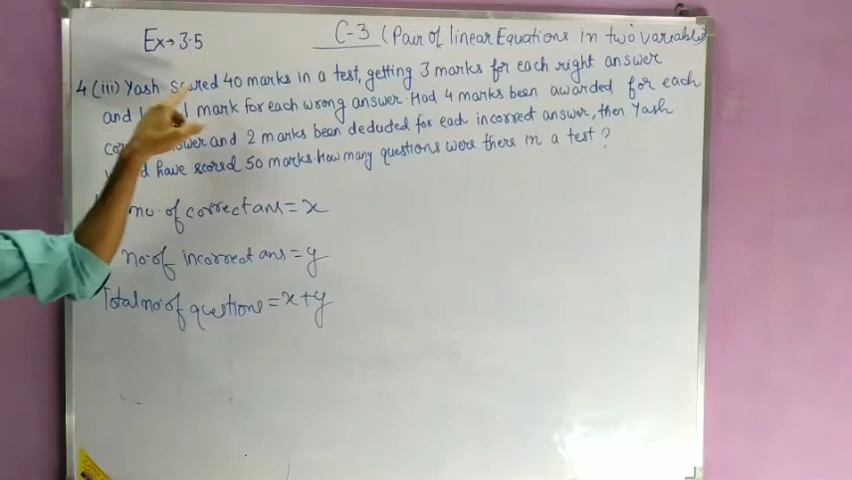 Ex→3.5
C-3 (Pair of linear Equations in two variables)
4 (iii) Yash scored 40 marks in a test, getting 3 marks for each right answer
and 1 mark for each wrong answer. Had 4 marks been awarded for each
and 2 marks been deducted for each incorrect answer, then Yash
have scored 50 marks. How many questions were there in a test?
no. of correct ans = x
no. of incorrect ans = y
Total no. of questions = x+y